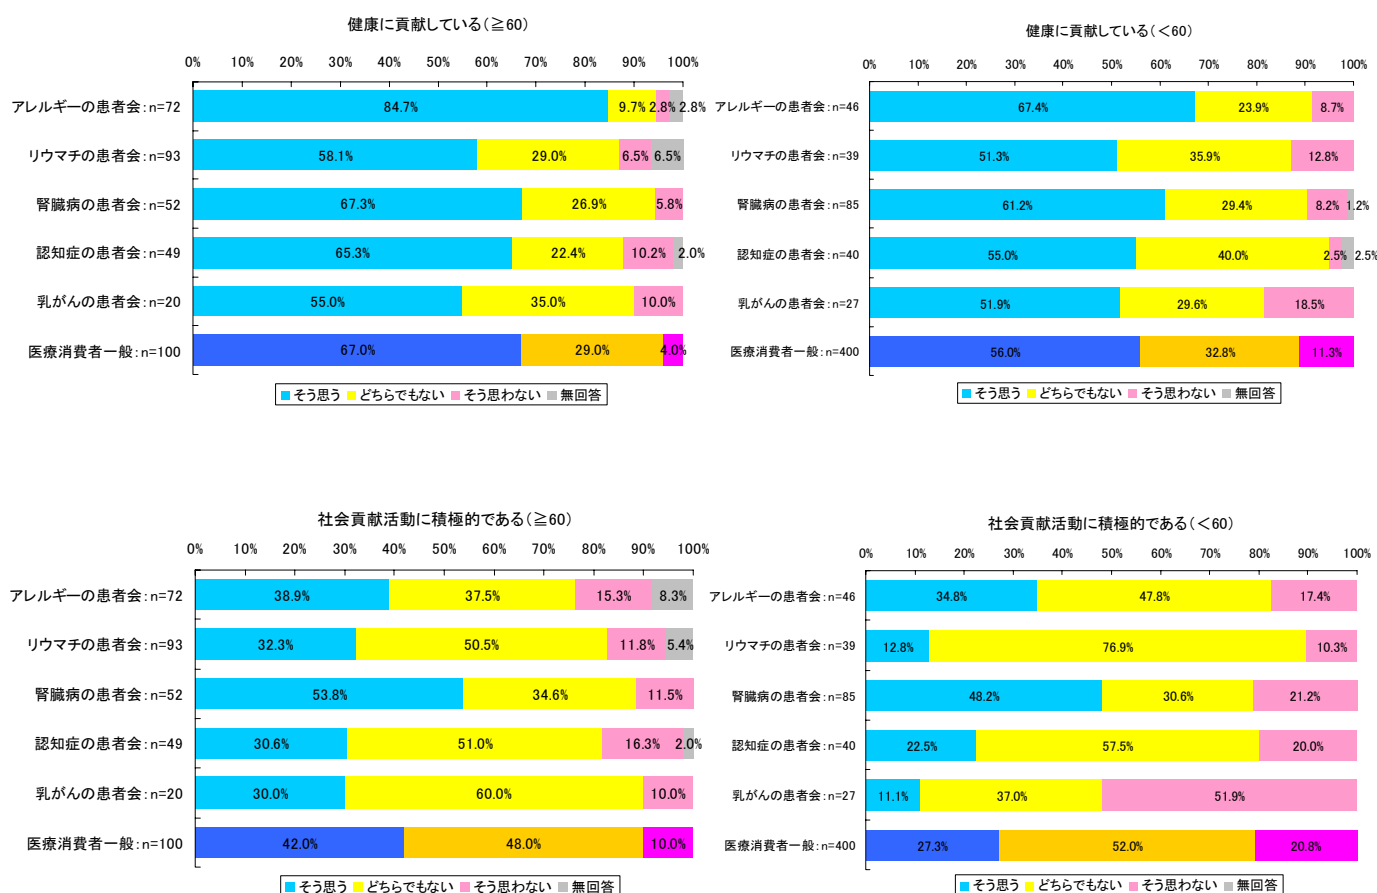 健康に貢献している(≧60)
0% 10% 20% 30% 40% 50% 60% 70% 80% 90% 100%
アレルギーの患者会:n=72 84.7% 9.7% 2.8% 2.8%
リウマチの患者会:n=93 58.1% 29.0% 6.5% 6.5%
腎臓病の患者会:n=52 67.3% 26.9% 5.8%
認知症の患者会:n=49 65.3% 22.4% 10.2% 2.0%
乳がんの患者会:n=20 55.0% 35.0% 10.0%
医療消費者一般:n=100 67.0% 29.0% 4.0%
そう思う どちらでもない そう思わない 無回答
健康に貢献している(<60)
0% 10% 20% 30% 40% 50% 60% 70% 80% 90% 100%
アレルギーの患者会:n=46 67.4% 23.9% 8.7%
リウマチの患者会:n=39 51.3% 35.9% 12.8%
腎臓病の患者会:n=85 61.2% 29.4% 8.2% 1.2%
認知症の患者会:n=40 55.0% 40.0% 2.5% 2.5%
乳がんの患者会:n=27 51.9% 29.6% 18.5%
医療消費者一般:n=400 56.0% 32.8% 11.3%
そう思う どちらでもない そう思わない 無回答
社会貢献活動に積極的である(≧60)
0% 10% 20% 30% 40% 50% 60% 70% 80% 90% 100%
アレルギーの患者会:n=72 38.9% 37.5% 15.3% 8.3%
リウマチの患者会:n=93 32.3% 50.5% 11.8% 5.4%
腎臓病の患者会:n=52 53.8% 34.6% 11.5%
認知症の患者会:n=49 30.6% 51.0% 16.3% 2.0%
乳がんの患者会:n=20 30.0% 60.0% 10.0%
医療消費者一般:n=100 42.0% 48.0% 10.0%
そう思う どちらでもない そう思わない 無回答
社会貢献活動に積極的である(<60)
0% 10% 20% 30% 40% 50% 60% 70% 80% 90% 100%
アレルギーの患者会:n=46 34.8% 47.8% 17.4%
リウマチの患者会:n=39 12.8% 76.9% 10.3%
腎臓病の患者会:n=85 48.2% 30.6% 21.2%
認知症の患者会:n=40 22.5% 57.5% 20.0%
乳がんの患者会:n=27 11.1% 37.0% 51.9%
医療消費者一般:n=400 27.3% 52.0% 20.8%
そう思う どちらでもない そう思わない 無回答